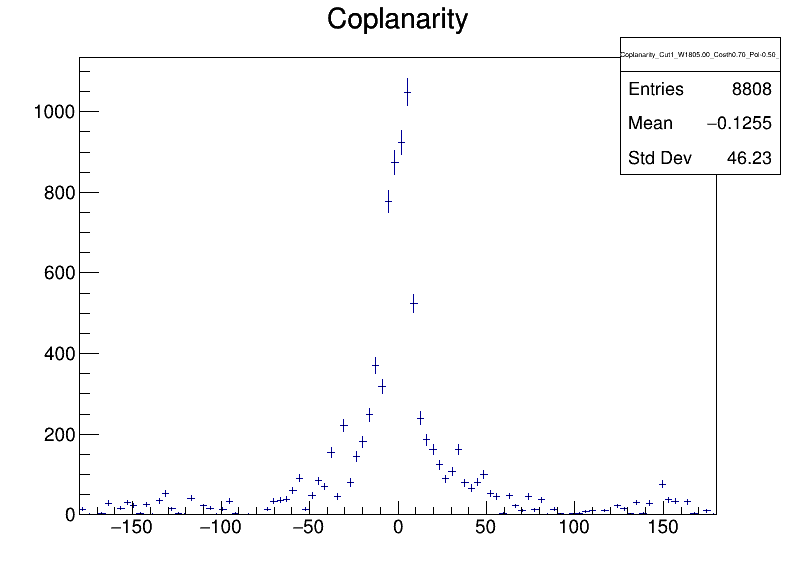 Coplanarity
Coplanarity_Cut1_W1805.00_Costh0.70_Pol-0.50_
Entries 8808
Mean −0.1255
Std Dev 46.23
1000
800
600
400
200
0
−150 −100 −50 0 50 100 150